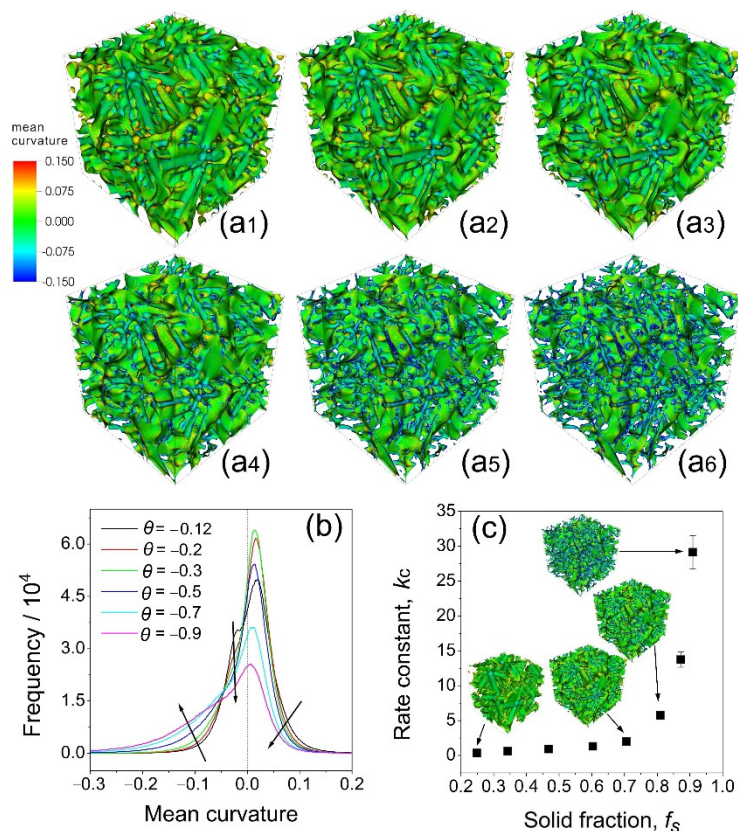 mean
curvature
0.150
0.075
0.000
-0.075
-0.150
(a1)
(a2)
(a3)
(a4)
(a5)
(a6)
(b)
θ = −0.12
θ = −0.2
θ = −0.3
θ = −0.5
θ = −0.7
θ = −0.9
Frequency / 10⁴
6.0
4.5
3.0
1.5
0.0
-0.3 -0.2 -0.1 0.0 0.1 0.2
Mean curvature
(c)
Rate constant, kc
35
30
25
20
15
10
5
0
0.2 0.3 0.4 0.5 0.6 0.7 0.8 0.9 1.0
Solid fraction, fs